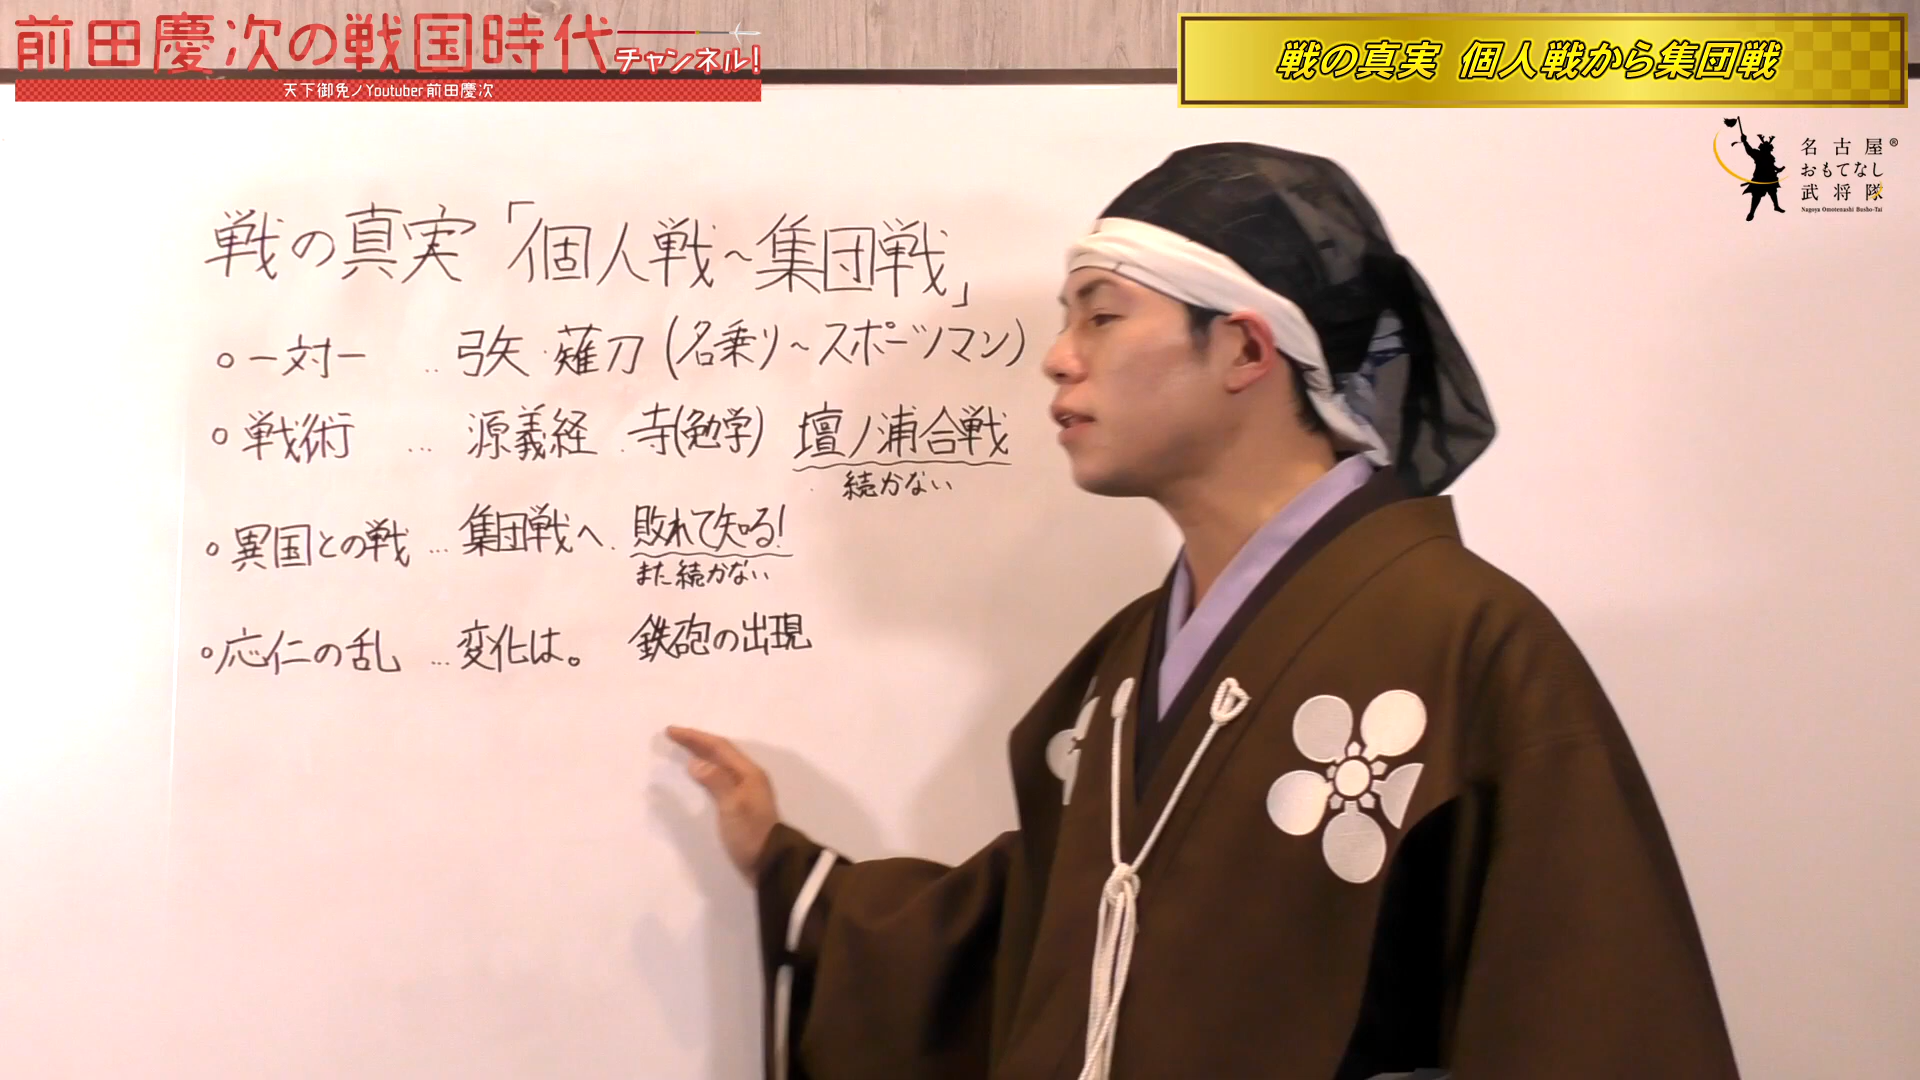 前田慶次の戦国時代チャンネル!
天下御免ノYoutuber前田慶次
戦の真実 個人戦から集団戦
名古屋®
おもてなし
武将隊
Nagoya Omotenashi Busho-Tai
戦の真実「個人戦~集団戦」
○一対一 ‥弓矢・薙刀(名乗り~スポーツマン)
○戦術 …源義経.寺(勉学) 壇ノ浦合戦
続かない
○異国との戦…集団戦へ.敗れて知る!
また続かない
○応仁の乱 …変化は。 鉄砲の出現